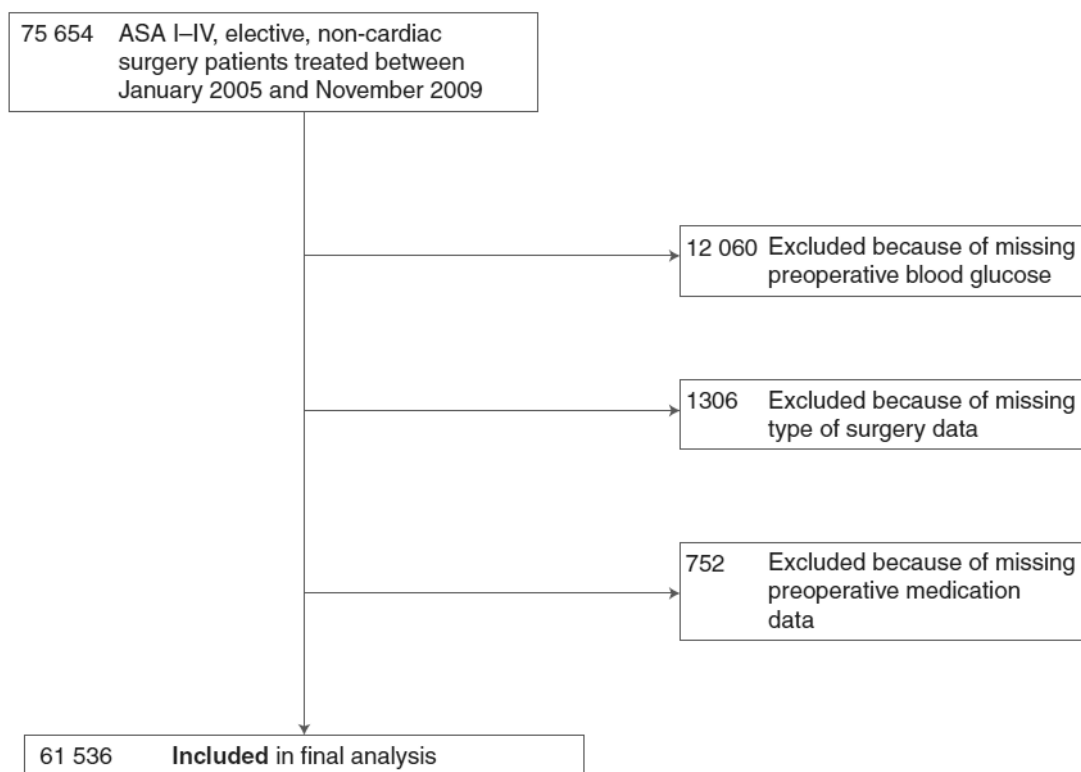 75 654 ASA I–IV, elective, non-cardiac
surgery patients treated between
January 2005 and November 2009
12 060 Excluded because of missing
preoperative blood glucose
1306 Excluded because of missing
type of surgery data
752 Excluded because of missing
preoperative medication
data
61 536 Included in final analysis